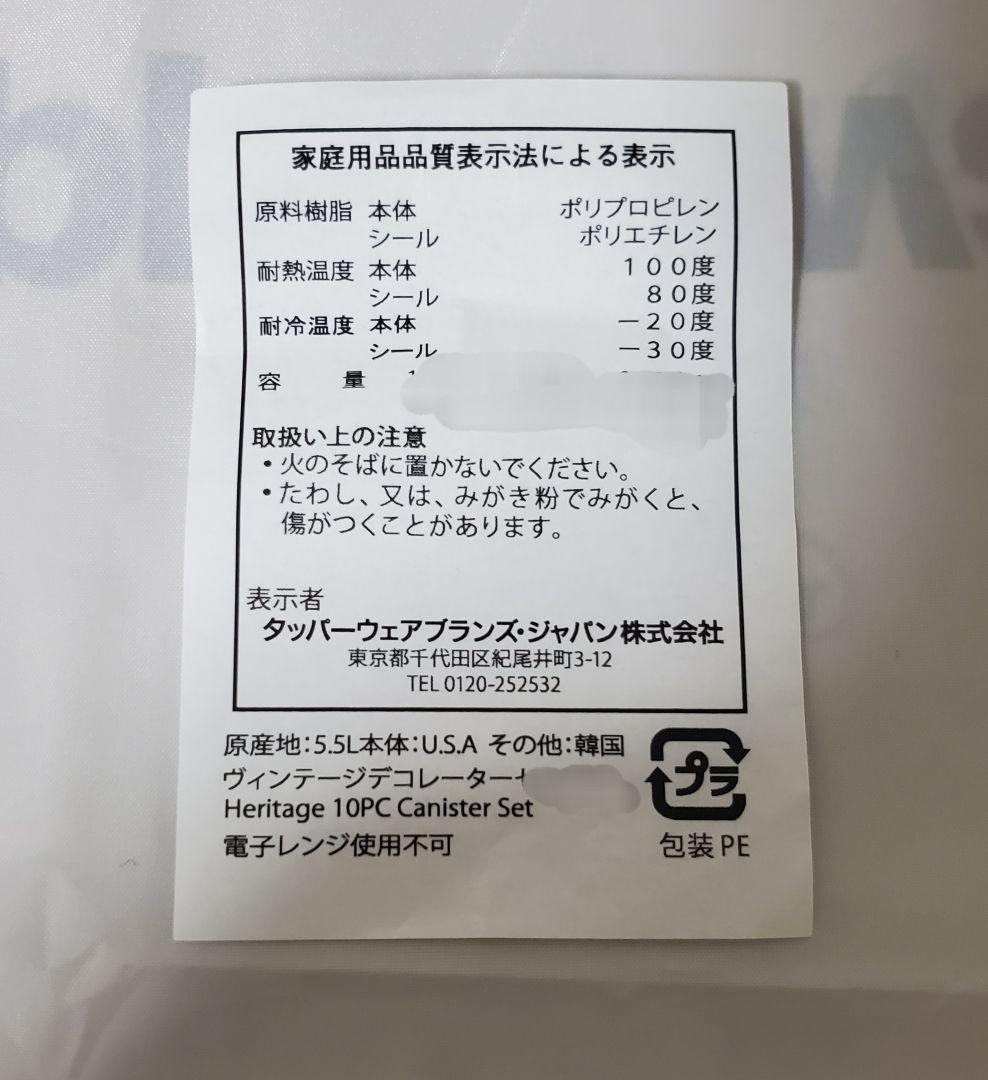 家庭用品品質表示法による表示
原料樹脂 本体 ポリプロピレン
シール ポリエチレン
耐熱温度 本体 100度
シール 80度
耐冷温度 本体 −20度
シール −30度
容量
取扱い上の注意
・火のそばに置かないでください。
・たわし、又は、みがき粉でみがくと、
傷がつくことがあります。
表示者
タッパーウェアブランズ・ジャパン株式会社
東京都千代田区紀尾井町3-12
TEL 0120-252532
原産地:5.5L本体:U.S.A その他:韓国
ヴィンテージデコレーター
Heritage 10PC Canister Set
プラ
電子レンジ使用不可
包装 PE